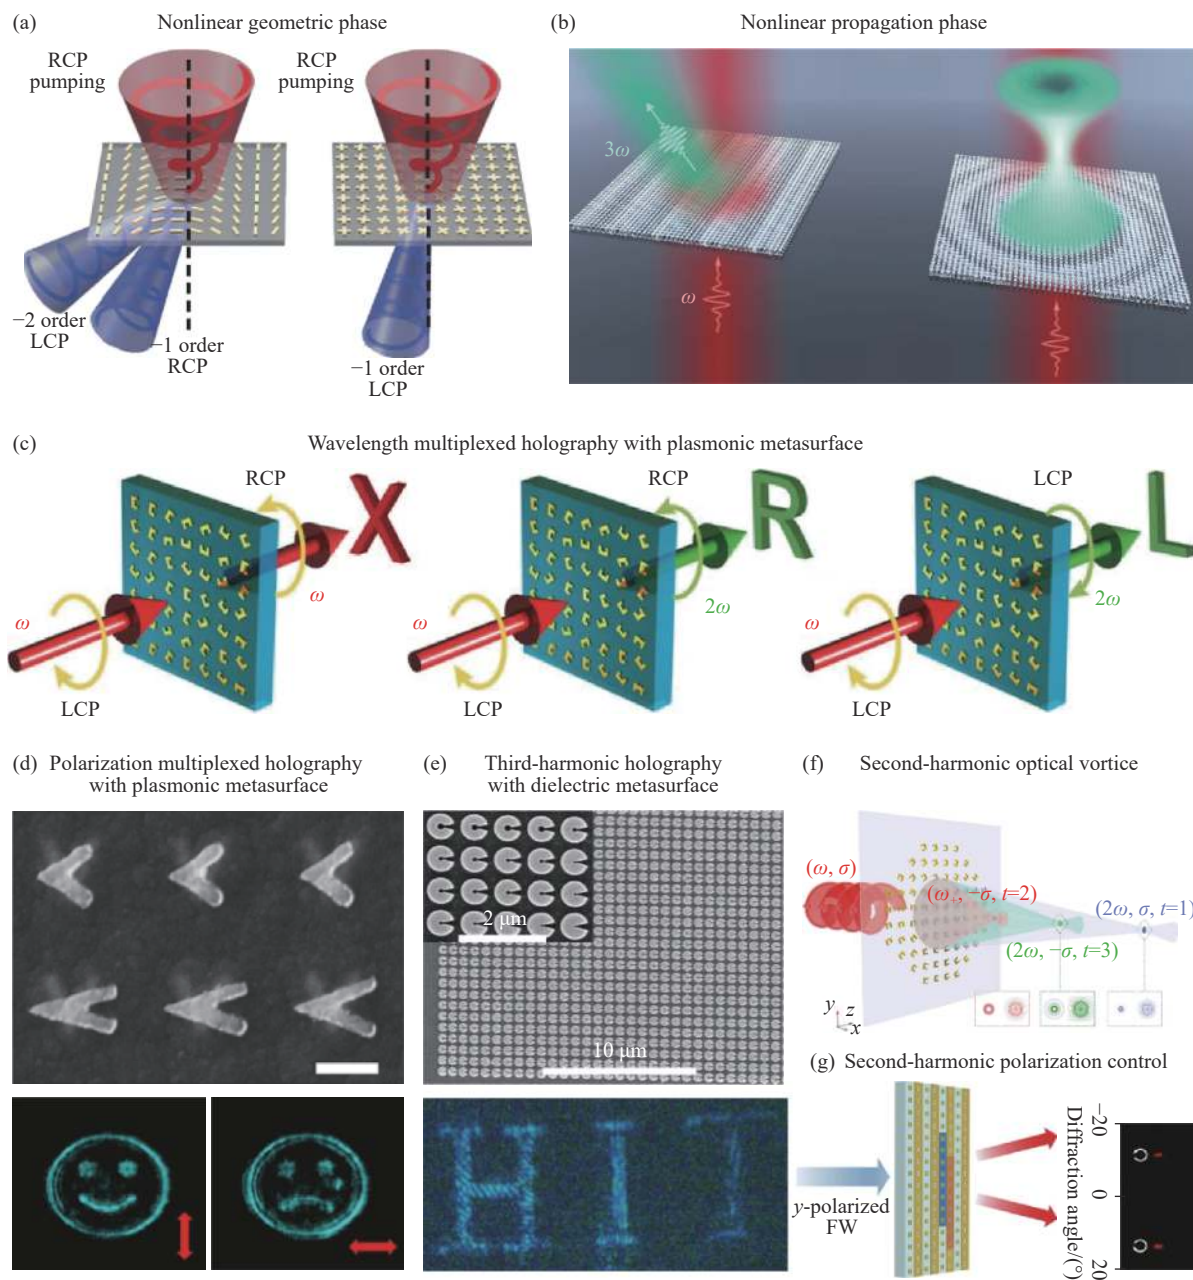 (a) Nonlinear geometric phase
RCP
pumping
RCP
pumping
−2 order
LCP
−1 order
RCP
−1 order
LCP
(b) Nonlinear propagation phase
3ω
ω
(c) Wavelength multiplexed holography with plasmonic metasurface
RCP
X
ω
ω
LCP
RCP
R
2ω
ω
LCP
LCP
L
2ω
ω
LCP
(d) Polarization multiplexed holography
with plasmonic metasurface
(e) Third-harmonic holography
with dielectric metasurface
2 μm
10 μm
H I T
(f) Second-harmonic optical vortice
(ω, σ)
(ω, −σ, t=2)
(2ω, σ, t=1)
(2ω, −σ, t=3)
y
z
x
(g) Second-harmonic polarization control
y-polarized
FW
Diffraction angle/(°)
−20
0
20